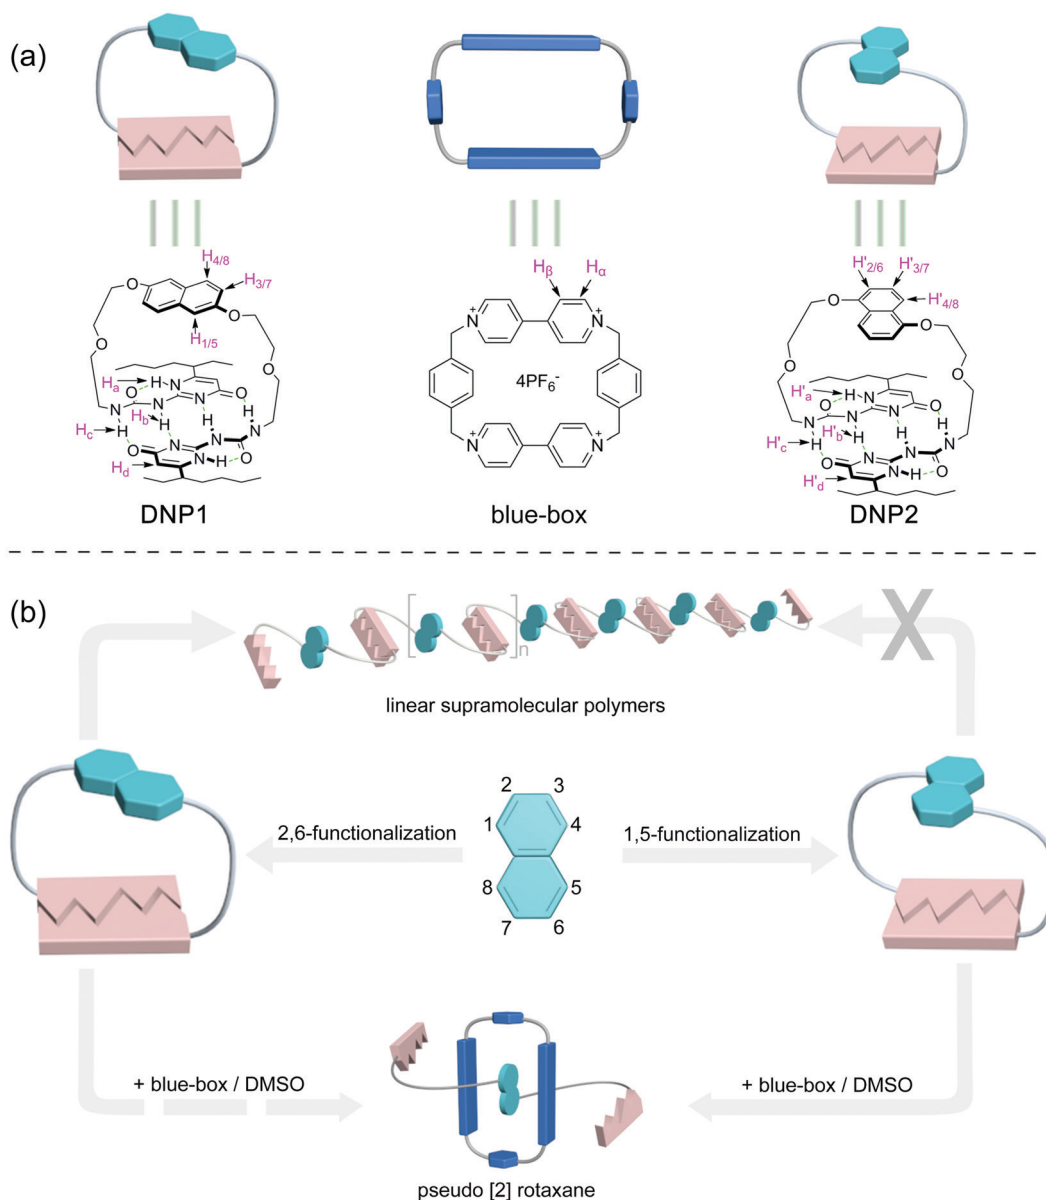 (a)
H4/8
H3/7
H1/5
O
O
O
O
Ha
H
O
N
N
O
N
N
H
H
Hb
H
N
N
Hc
H
O
N
N
N
H
O
Hd
DNP1
Hβ
Hα
N+
N+
4PF6-
N+
N+
blue-box
H'2/6
H'3/7
H'4/8
O
O
O
O
H'a
H
O
N
N
O
N
N
H
H
H'b
H
N
N
H'c
H
O
N
N
N
H
O
H'd
DNP2
(b)
n
X
linear supramolecular polymers
2 3
1 4
2,6-functionalization
1,5-functionalization
8 5
7 6
+ blue-box / DMSO
+ blue-box / DMSO
pseudo [2] rotaxane